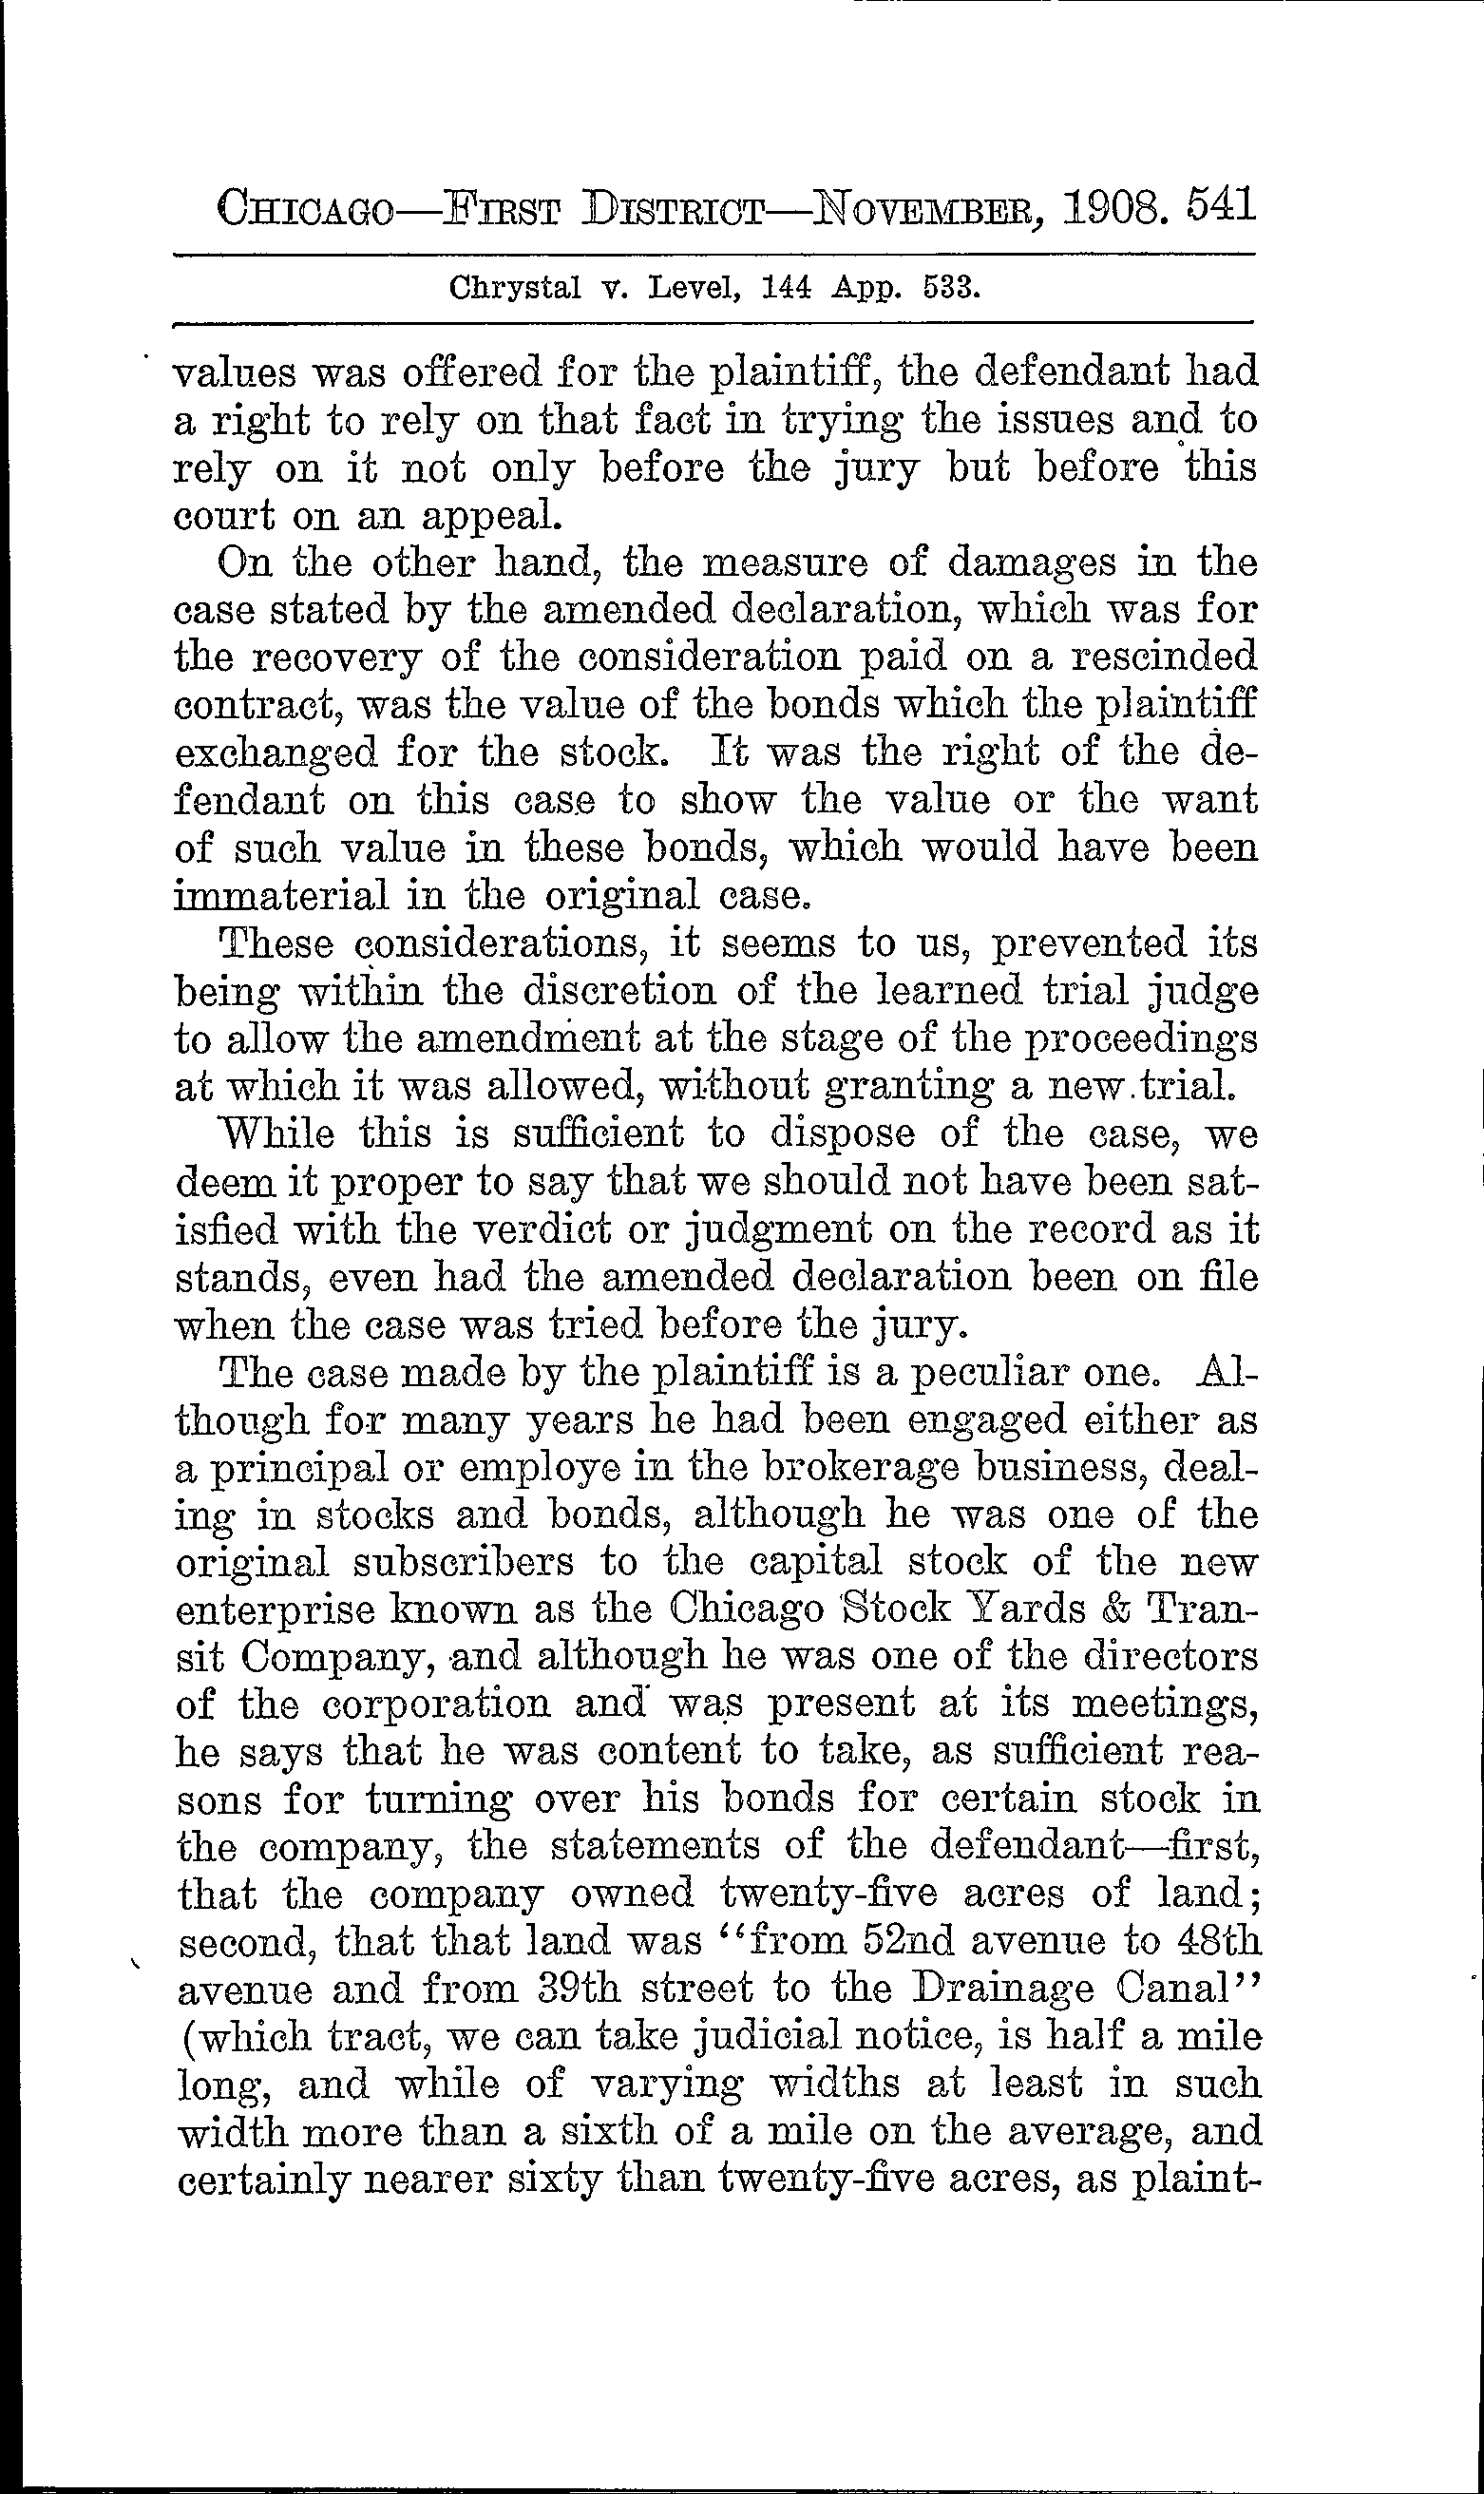 CHICAGO—FIRST DISTRICT—NOVEMBER, 1908. 541
Chrystal v. Level, 144 App. 533.
values was offered for the plaintiff, the defendant had
a right to rely on that fact in trying the issues and to
rely on it not only before the jury but before this
court on an appeal.
On the other hand, the measure of damages in the
case stated by the amended declaration, which was for
the recovery of the consideration paid on a rescinded
contract, was the value of the bonds which the plaintiff
exchanged for the stock. It was the right of the de-
fendant on this case to show the value or the want
of such value in these bonds, which would have been
immaterial in the original case.
These considerations, it seems to us, prevented its
being within the discretion of the learned trial judge
to allow the amendment at the stage of the proceedings
at which it was allowed, without granting a new trial.
While this is sufficient to dispose of the case, we
deem it proper to say that we should not have been sat-
isfied with the verdict or judgment on the record as it
stands, even had the amended declaration been on file
when the case was tried before the jury.
The case made by the plaintiff is a peculiar one. Al-
though for many years he had been engaged either as
a principal or employe in the brokerage business, deal-
ing in stocks and bonds, although he was one of the
original subscribers to the capital stock of the new
enterprise known as the Chicago Stock Yards & Tran-
sit Company, and although he was one of the directors
of the corporation and was present at its meetings,
he says that he was content to take, as sufficient rea-
sons for turning over his bonds for certain stock in
the company, the statements of the defendant—first,
that the company owned twenty-five acres of land;
second, that that land was "from 52nd avenue to 48th
avenue and from 39th street to the Drainage Canal"
(which tract, we can take judicial notice, is half a mile
long, and while of varying widths at least in such
width more than a sixth of a mile on the average, and
certainly nearer sixty than twenty-five acres, as plaint-